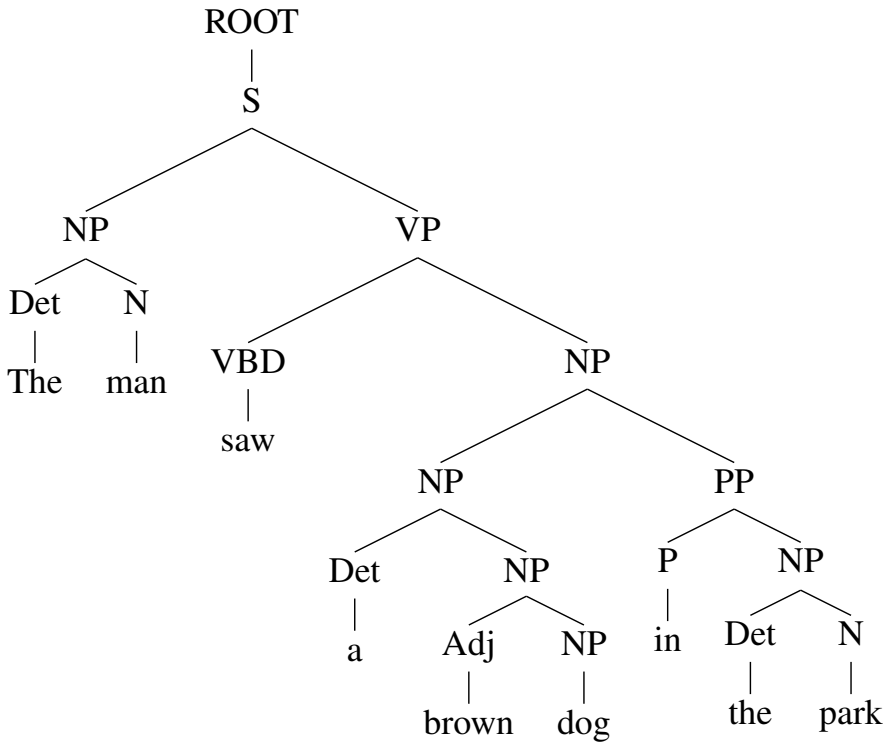 ROOT
S
NP VP
Det N
VBD NP
The man
saw
NP PP
Det NP P NP
a Adj NP in Det N
brown dog the park